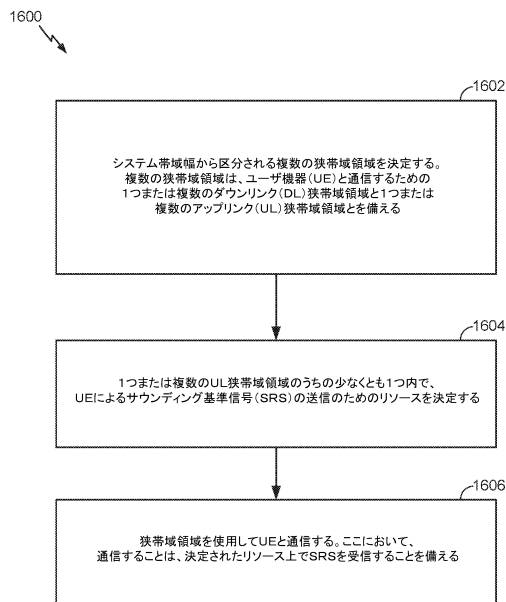 1600
1602
システム帯域幅から区分される複数の狭帯域領域を決定する。
複数の狭帯域領域は、ユーザ機器（UE）と通信するための
1つまたは複数のダウンリンク（DL）狭帯域領域と1つまたは
複数のアップリンク（UL）狭帯域領域とを備える
1604
1つまたは複数のUL狭帯域領域のうちの少なくとも1つ内で、
UEによるサウンディング基準信号（SRS）の送信のためのリソースを決定する
1606
狭帯域領域を使用してUEと通信する。ここにおいて、
通信することは、決定されたリソース上でSRSを受信することを備える